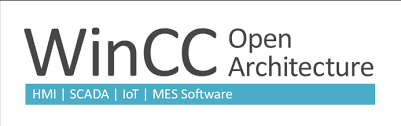 WinCC Open
Architecture
HMI | SCADA | IoT | MES Software